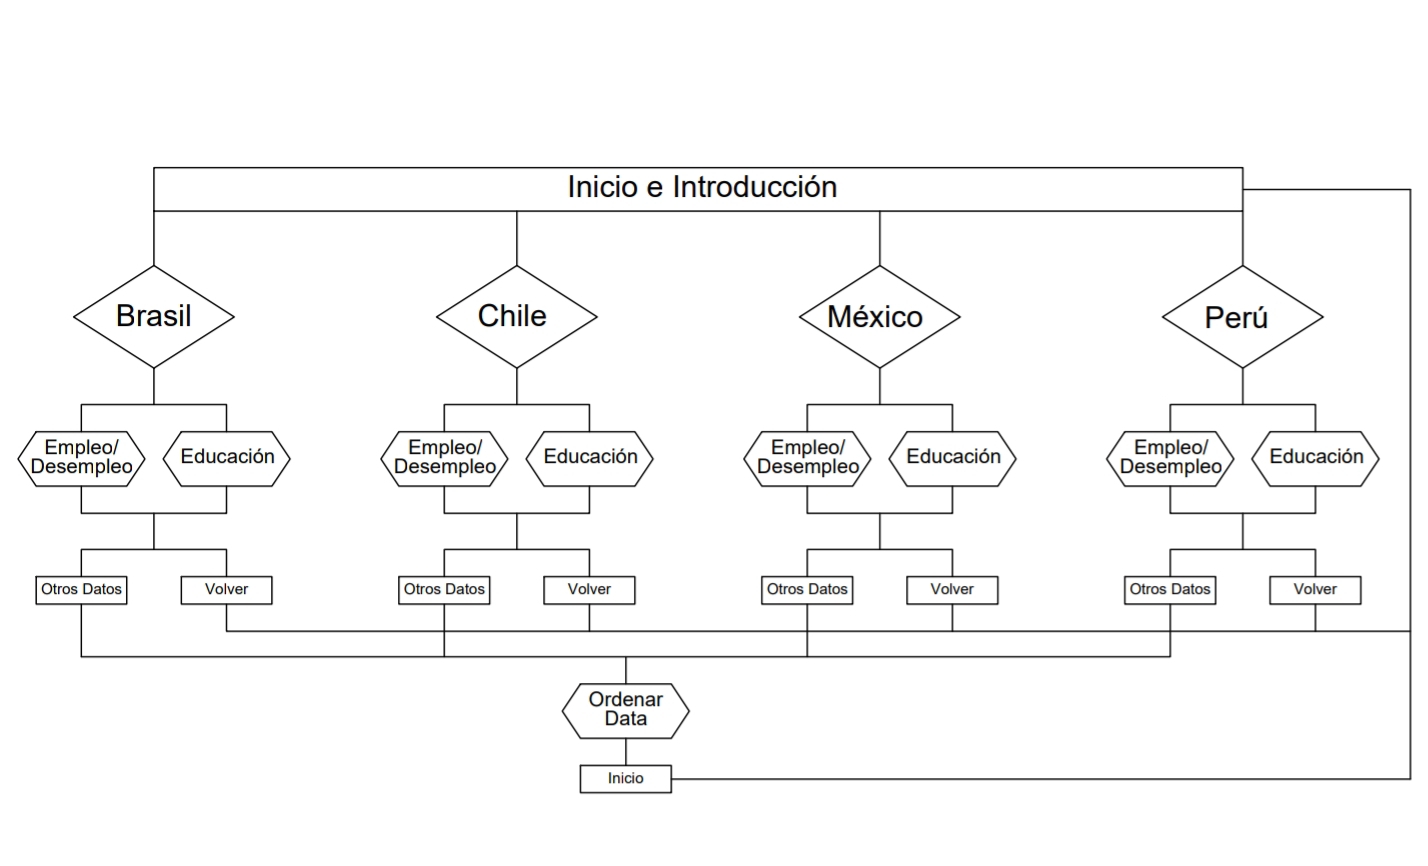 Inicio e Introducción
Brasil
Chile
México
Perú
Empleo/
Desempleo
Educación
Empleo/
Desempleo
Educación
Empleo/
Desempleo
Educación
Empleo/
Desempleo
Educación
Otros Datos
Volver
Otros Datos
Volver
Otros Datos
Volver
Otros Datos
Volver
Ordenar
Data
Inicio